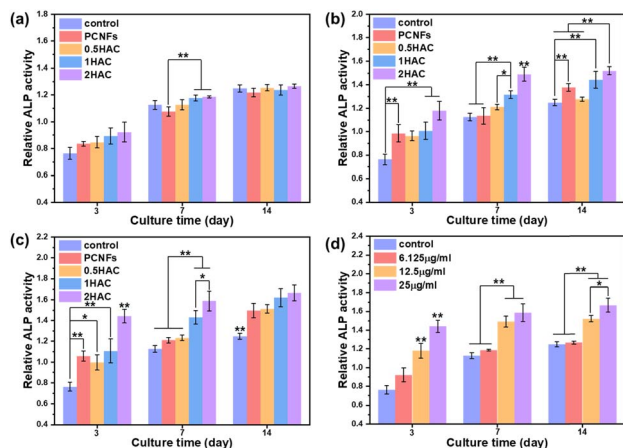 (a)
control
PCNFs
0.5HAC
1HAC
2HAC
**
Relative ALP activity
1.8
1.6
1.4
1.2
1.0
0.8
0.6
0.4
3
7
14
Culture time (day)
(b)
control
PCNFs
0.5HAC
1HAC
2HAC
**
**
**
*
**
**
**
**
**
Relative ALP activity
2.0
1.8
1.6
1.4
1.2
1.0
0.8
0.6
0.4
3
7
14
Culture time (day)
(c)
control
PCNFs
0.5HAC
1HAC
2HAC
**
*
**
**
**
*
**
Relative ALP activity
2.2
2.0
1.8
1.6
1.4
1.2
1.0
0.8
0.6
0.4
3
7
14
Culture time (day)
(d)
control
6.125μg/ml
12.5μg/ml
25μg/ml
**
**
**
**
*
Relative ALP activity
2.2
2.0
1.8
1.6
1.4
1.2
1.0
0.8
0.6
0.4
3
7
14
Culture time (day)